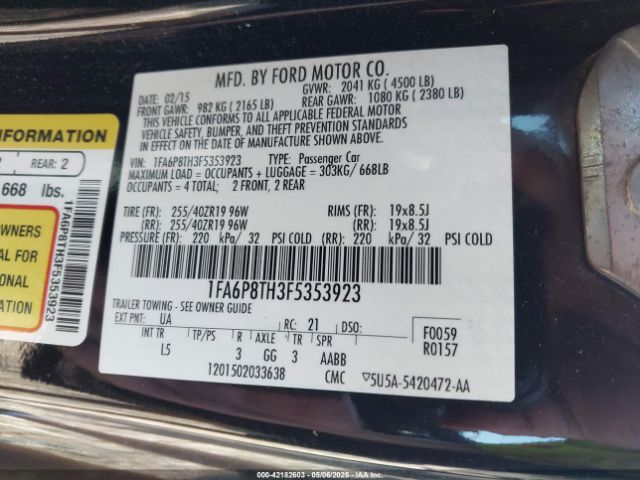 MFD. BY FORD MOTOR CO.
DATE: 02/15 GVWR: 2041 KG ( 4500 LB)
FRONT GAWR: 982 KG ( 2165 LB) REAR GAWR: 1080 KG ( 2380 LB)
THIS VEHICLE CONFORMS TO ALL APPLICABLE FEDERAL MOTOR
VEHICLE SAFETY, BUMPER, AND THEFT PREVENTION STANDARDS
IN EFFECT ON THE DATE OF MANUFACTURE SHOWN ABOVE.
VIN: 1FA6P8TH3F5353923 TYPE: Passenger Car
MAXIMUM LOAD = OCCUPANTS + LUGGAGE = 303KG/ 668LB
OCCUPANTS = 4 TOTAL; 2 FRONT, 2 REAR
TIRE (FR): 255/40ZR19 96W RIMS (FR): 19x8.5J
(RR): 255/40ZR19 96W (RR): 19x8.5J
PRESSURE (FR): 220 kPa/ 32 PSI COLD (RR): 220 kPa/ 32 PSI COLD
1FA6P8TH3F5353923
TRAILER TOWING - SEE OWNER GUIDE
EXT PNT: UA RC: 21 DSO: F0059
INT TR TP/PS R AXLE TR SPR R0157
L5 3 GG 3 AABB
1201502033638 CMC 5U5A-5420472-AA
INFORMATION
REAR: 2
668 lbs.
1FA6P8TH3F5353923
OWNERS
AL FOR
ONAL
ATION
000-42182603 - 05/06/2025 - IAAI.COM